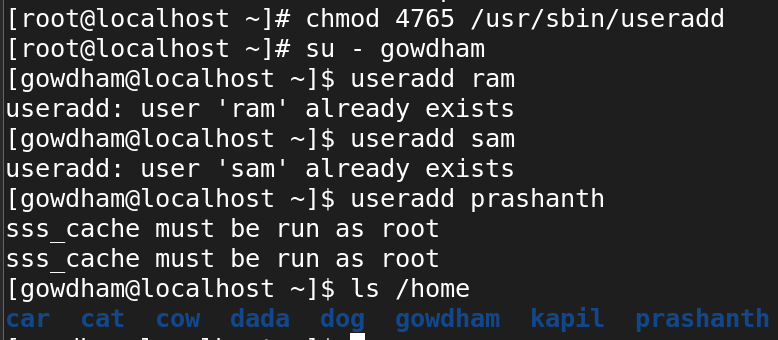 [root@localhost ~]# chmod 4765 /usr/sbin/useradd
[root@localhost ~]# su - gowdham
[gowdham@localhost ~]$ useradd ram
useradd: user 'ram' already exists
[gowdham@localhost ~]$ useradd sam
useradd: user 'sam' already exists
[gowdham@localhost ~]$ useradd prashanth
sss_cache must be run as root
sss_cache must be run as root
[gowdham@localhost ~]$ ls /home
car  cat  cow  dada  dog  gowdham  kapil  prashanth
[gowdham@localhost ~]$